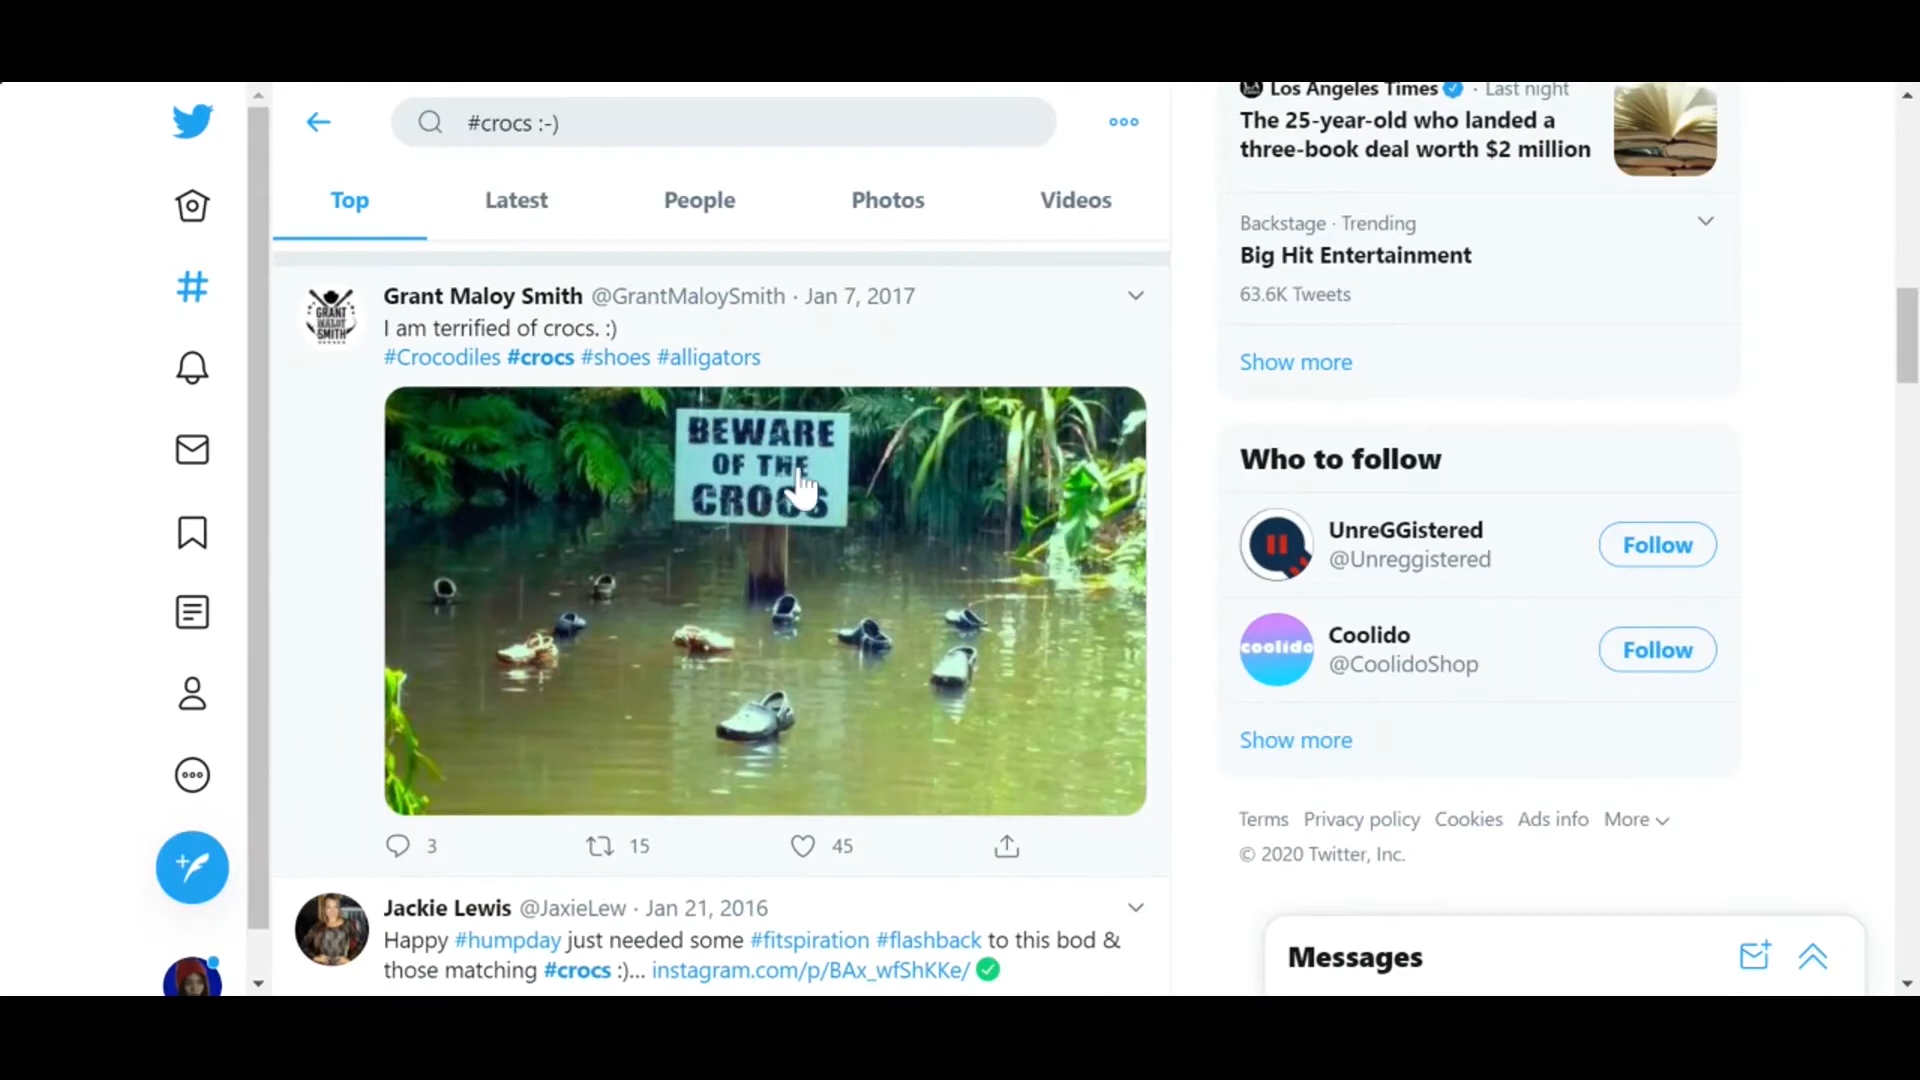 #crocs :-)
Top Latest People Photos Videos
Grant Maloy Smith @GrantMaloySmith · Jan 7, 2017
I am terrified of crocs. :)
#Crocodiles #crocs #shoes #alligators
GRANT
MALOY
SMITH
BEWARE
OF THE
CROCS
3 15 45
Jackie Lewis @JaxieLew · Jan 21, 2016
Happy #humpday just needed some #fitspiration #flashback to this bod &
those matching #crocs :)... instagram.com/p/BAx_wfShKKe/
Los Angeles Times · Last night
The 25-year-old who landed a
three-book deal worth $2 million
Backstage · Trending
Big Hit Entertainment
63.6K Tweets
Show more
Who to follow
UnreGGistered
@Unreggistered
Follow
coolido
Coolido
@CoolidoShop
Follow
Show more
Terms Privacy policy Cookies Ads info More
© 2020 Twitter, Inc.
Messages